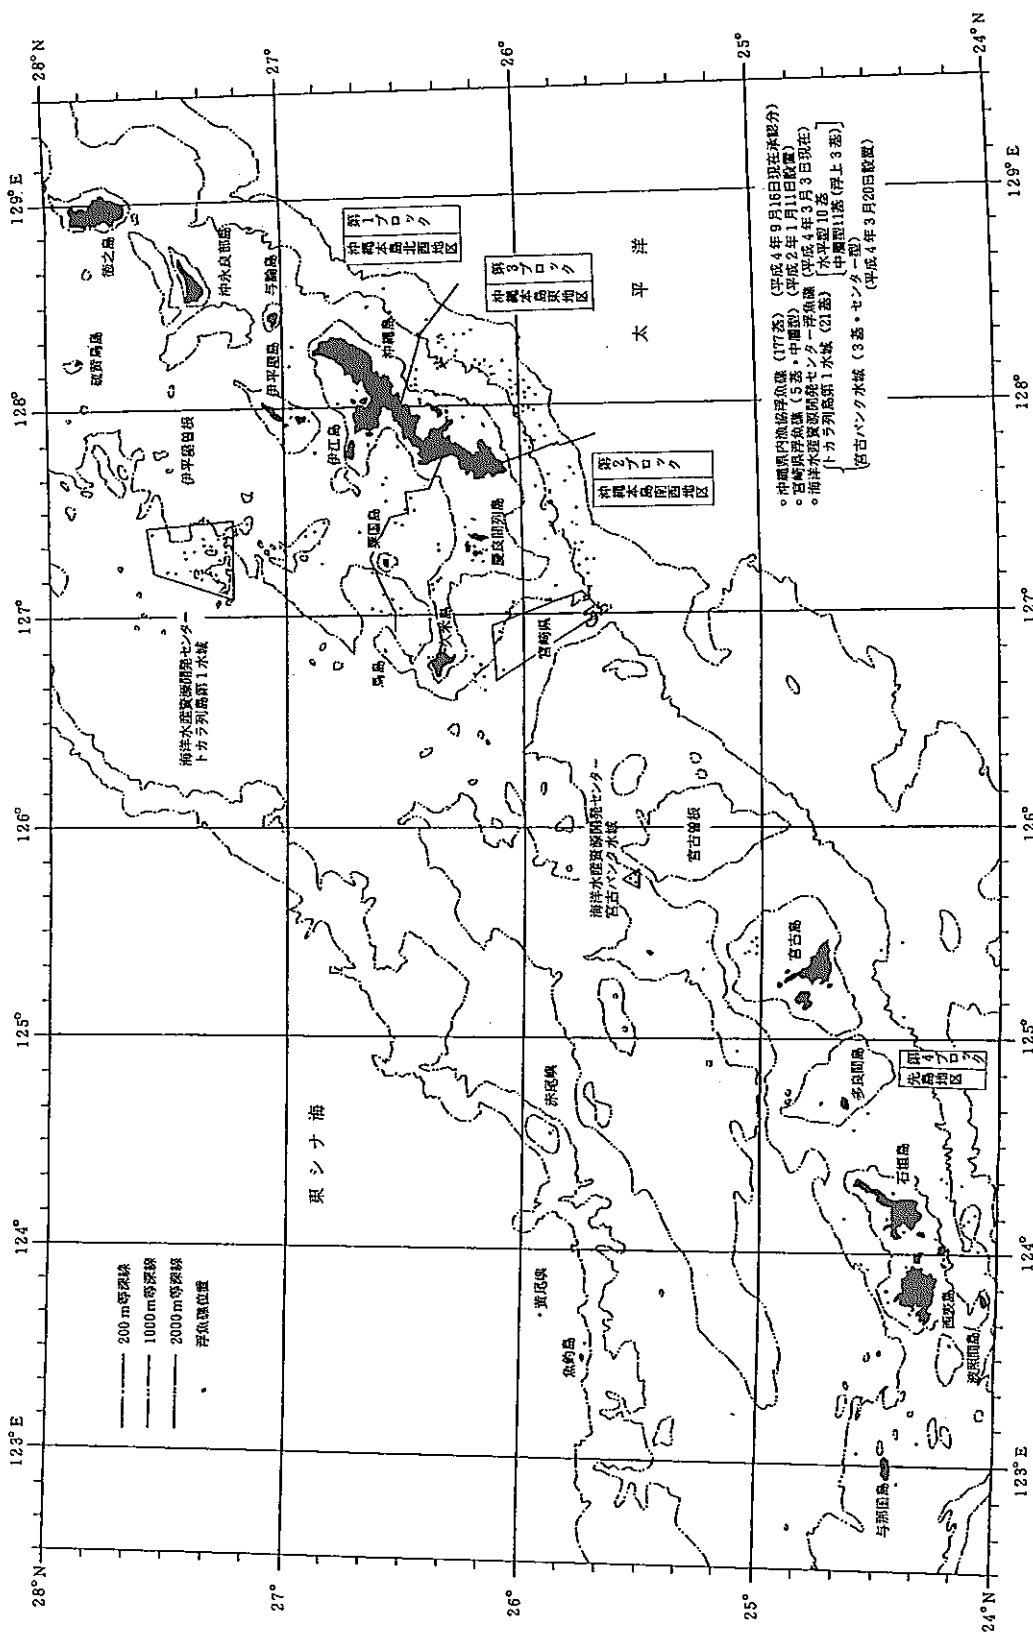 28°N
27°
26°
25°
24°N
123°E
124°
125°
126°
127°
128°
129°E
200m等深線
1000m等深線
2000m等深線
浮魚礁位置
東シナ海
太平洋
海洋水産資源開発センター
トカラ列島第1水域
硫黄鳥島
徳之島
沖永良部島
与論島
伊平屋曽根
伊平屋島
伊江島
沖縄島
粟国島
鳥島
久米島
慶良間列島
宮崎県
第1ブロック
沖縄本島北西地区
第3ブロック
沖縄本島東地区
第2ブロック
沖縄本島南西地区
海洋水産資源開発センター
宮古バンク水域
宮古曽根
宮古島
多良間島
第4ブロック
先島地区
石垣島
西表島
波照間島
与那国島
赤尾嶼
黄尾嶼
魚釣島
◦沖縄県内漁協浮魚礁(177基)(平成4年9月16日現在承認分)
◦宮崎県浮魚礁(5基・中層型)(平成2年1月11日設置)
◦海洋水産資源開発センター浮魚礁(平成4年3月3日現在)
トカラ列島第1水域(21基)
水平型10基
中層型11基(浮上3基)
宮古バンク水域(3基・センター型)
(平成4年3月20日設置)
28°N
27°
26°
25°
24°N
123°E
124°
125°
126°
127°
128°
129°E